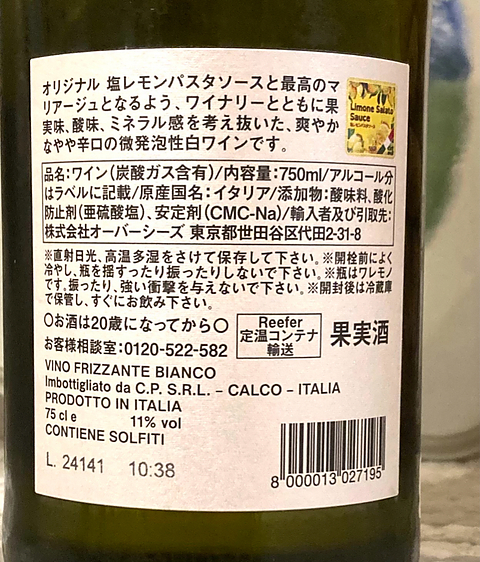 オリジナル 塩レモンパスタソースと最高のマ
リアージュとなるよう、ワイナリーとともに果
実味、酸味、ミネラル感を考え抜いた、爽やか
なやや辛口の微発泡性白ワインです。
Limone Salata
Sauce
塩レモンパスタソース
品名:ワイン(炭酸ガス含有)/内容量:750ml/アルコール分
はラベルに記載/原産国名:イタリア/添加物:酸味料、酸化
防止剤(亜硫酸塩)、安定剤(CMC-Na)/輸入者及び引取先:
株式会社オーバーシーズ 東京都世田谷区代田2-31-8
※直射日光、高温多湿をさけて保存して下さい。※開栓前によく
冷やし、瓶を揺すったり振ったりしないで下さい。※瓶はワレモノ
です。振ったり、強い衝撃を与えないで下さい。※開封後は冷蔵庫
で保管し、すぐにお飲み下さい。
〇お酒は20歳になってから〇
お客様相談室:0120-522-582
Reefer
定温コンテナ
輸送
果実酒
VINO FRIZZANTE BIANCO
Imbottigliato da C.P. S.R.L. – CALCO – ITALIA
PRODOTTO IN ITALIA
75 cl e 11% vol
CONTIENE SOLFITI
L. 24141 10:38
8 000013 027195